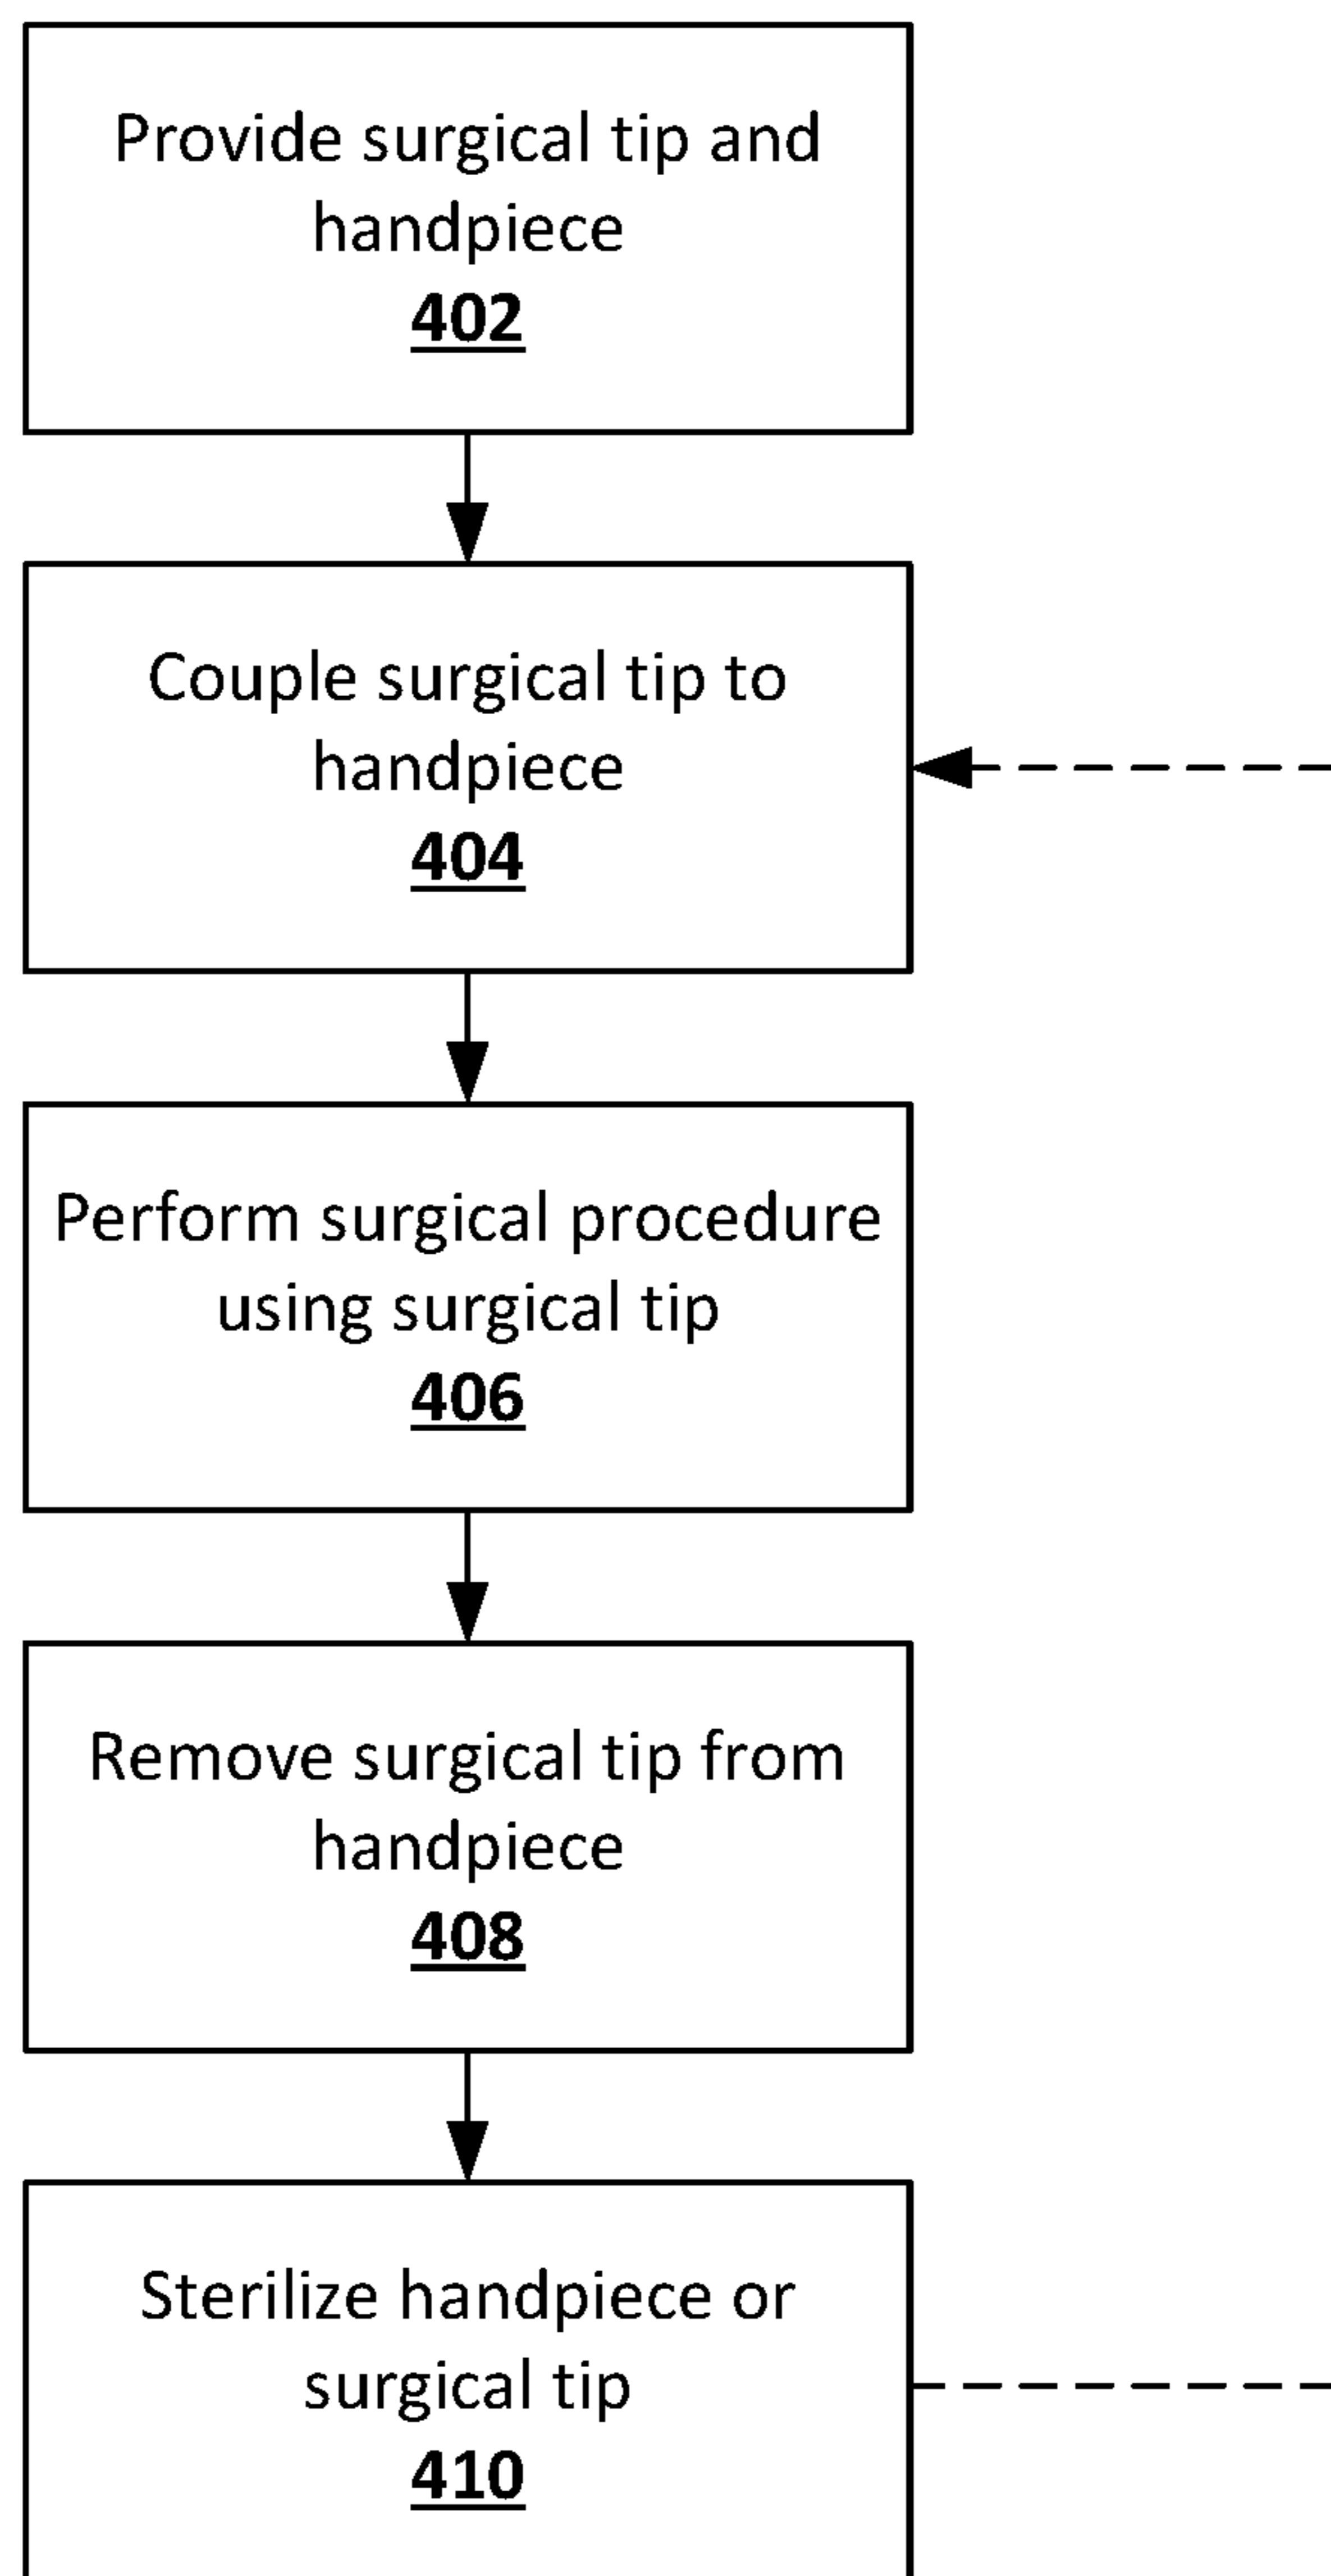 Provide surgical tip and
handpiece
402
Couple surgical tip to
handpiece
404
Perform surgical procedure
using surgical tip
406
Remove surgical tip from
handpiece
408
Sterilize handpiece or
surgical tip
410